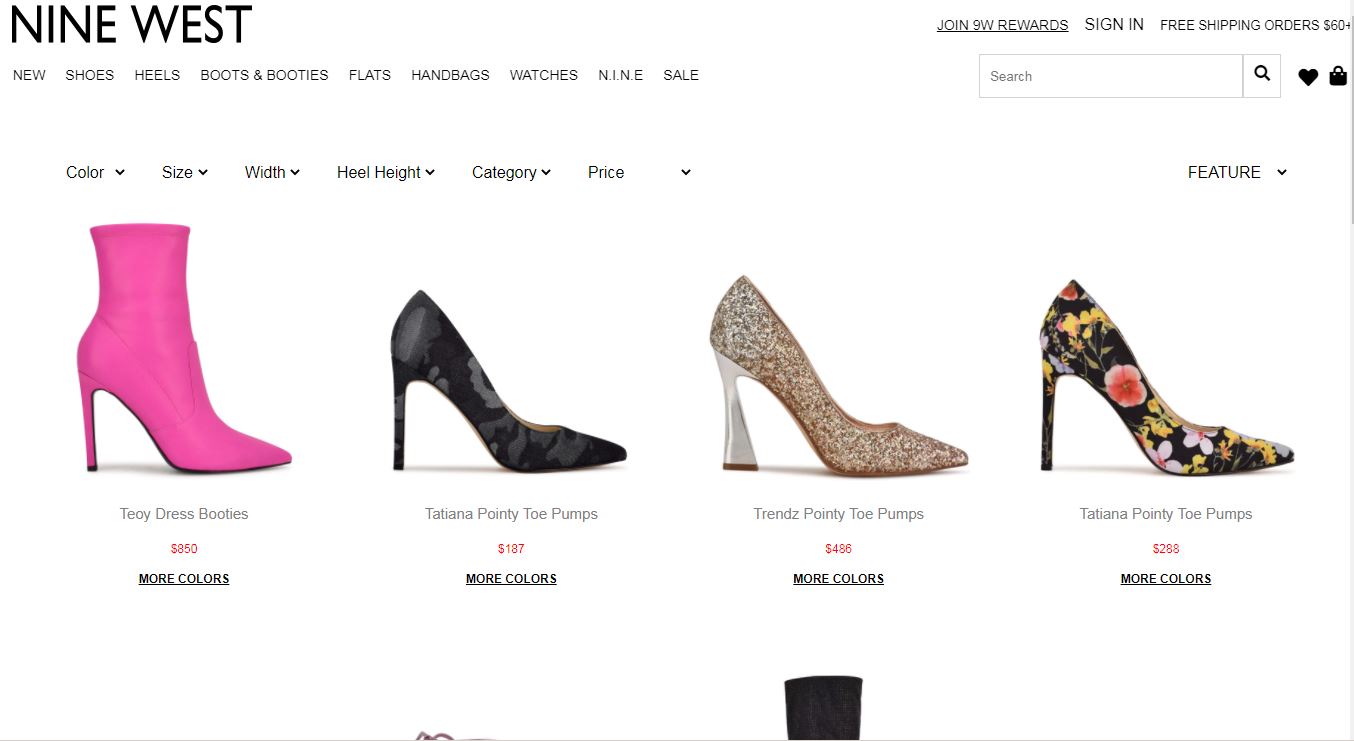 NINE WEST
JOIN 9W REWARDS SIGN IN FREE SHIPPING ORDERS $60+
NEW SHOES HEELS BOOTS & BOOTIES FLATS HANDBAGS WATCHES N.I.N.E SALE
Search
Color Size Width Heel Height Category Price FEATURE
Teoy Dress Booties Tatiana Pointy Toe Pumps Trendz Pointy Toe Pumps Tatiana Pointy Toe Pumps
$850 $187 $486 $288
MORE COLORS MORE COLORS MORE COLORS MORE COLORS